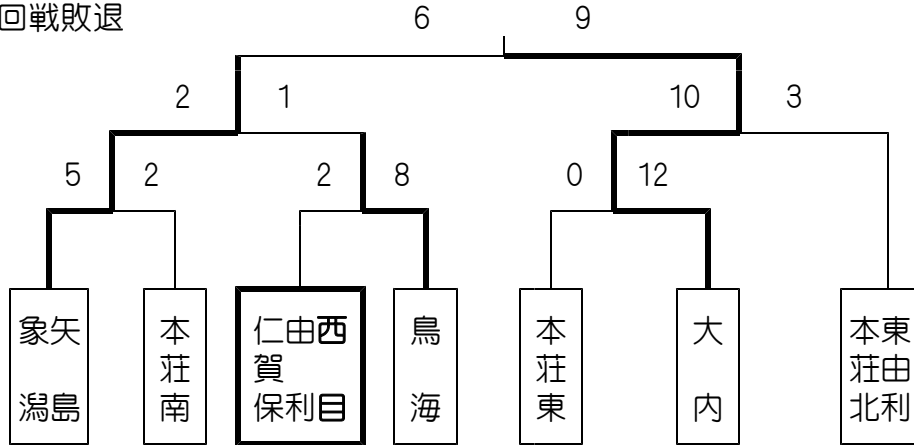 回戦敗退
6 9
2 1 10 3
5 2 2 8 0 12
象潟 矢島
本荘南
仁賀保 由利 西目
鳥海
本荘東
大内
本荘北 東由利